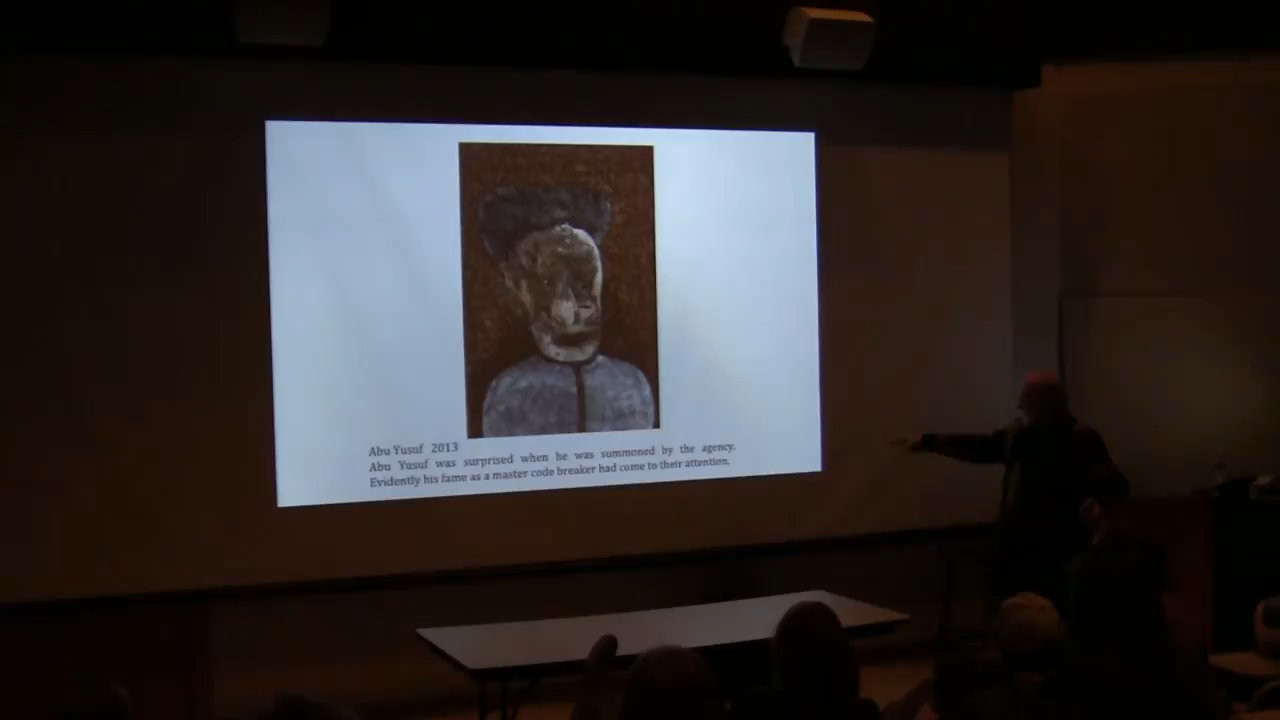 Abu Yusuf 2013
Abu Yusuf was surprised when he was summoned by the agency.
Evidently his fame as a master code breaker had come to their attention.